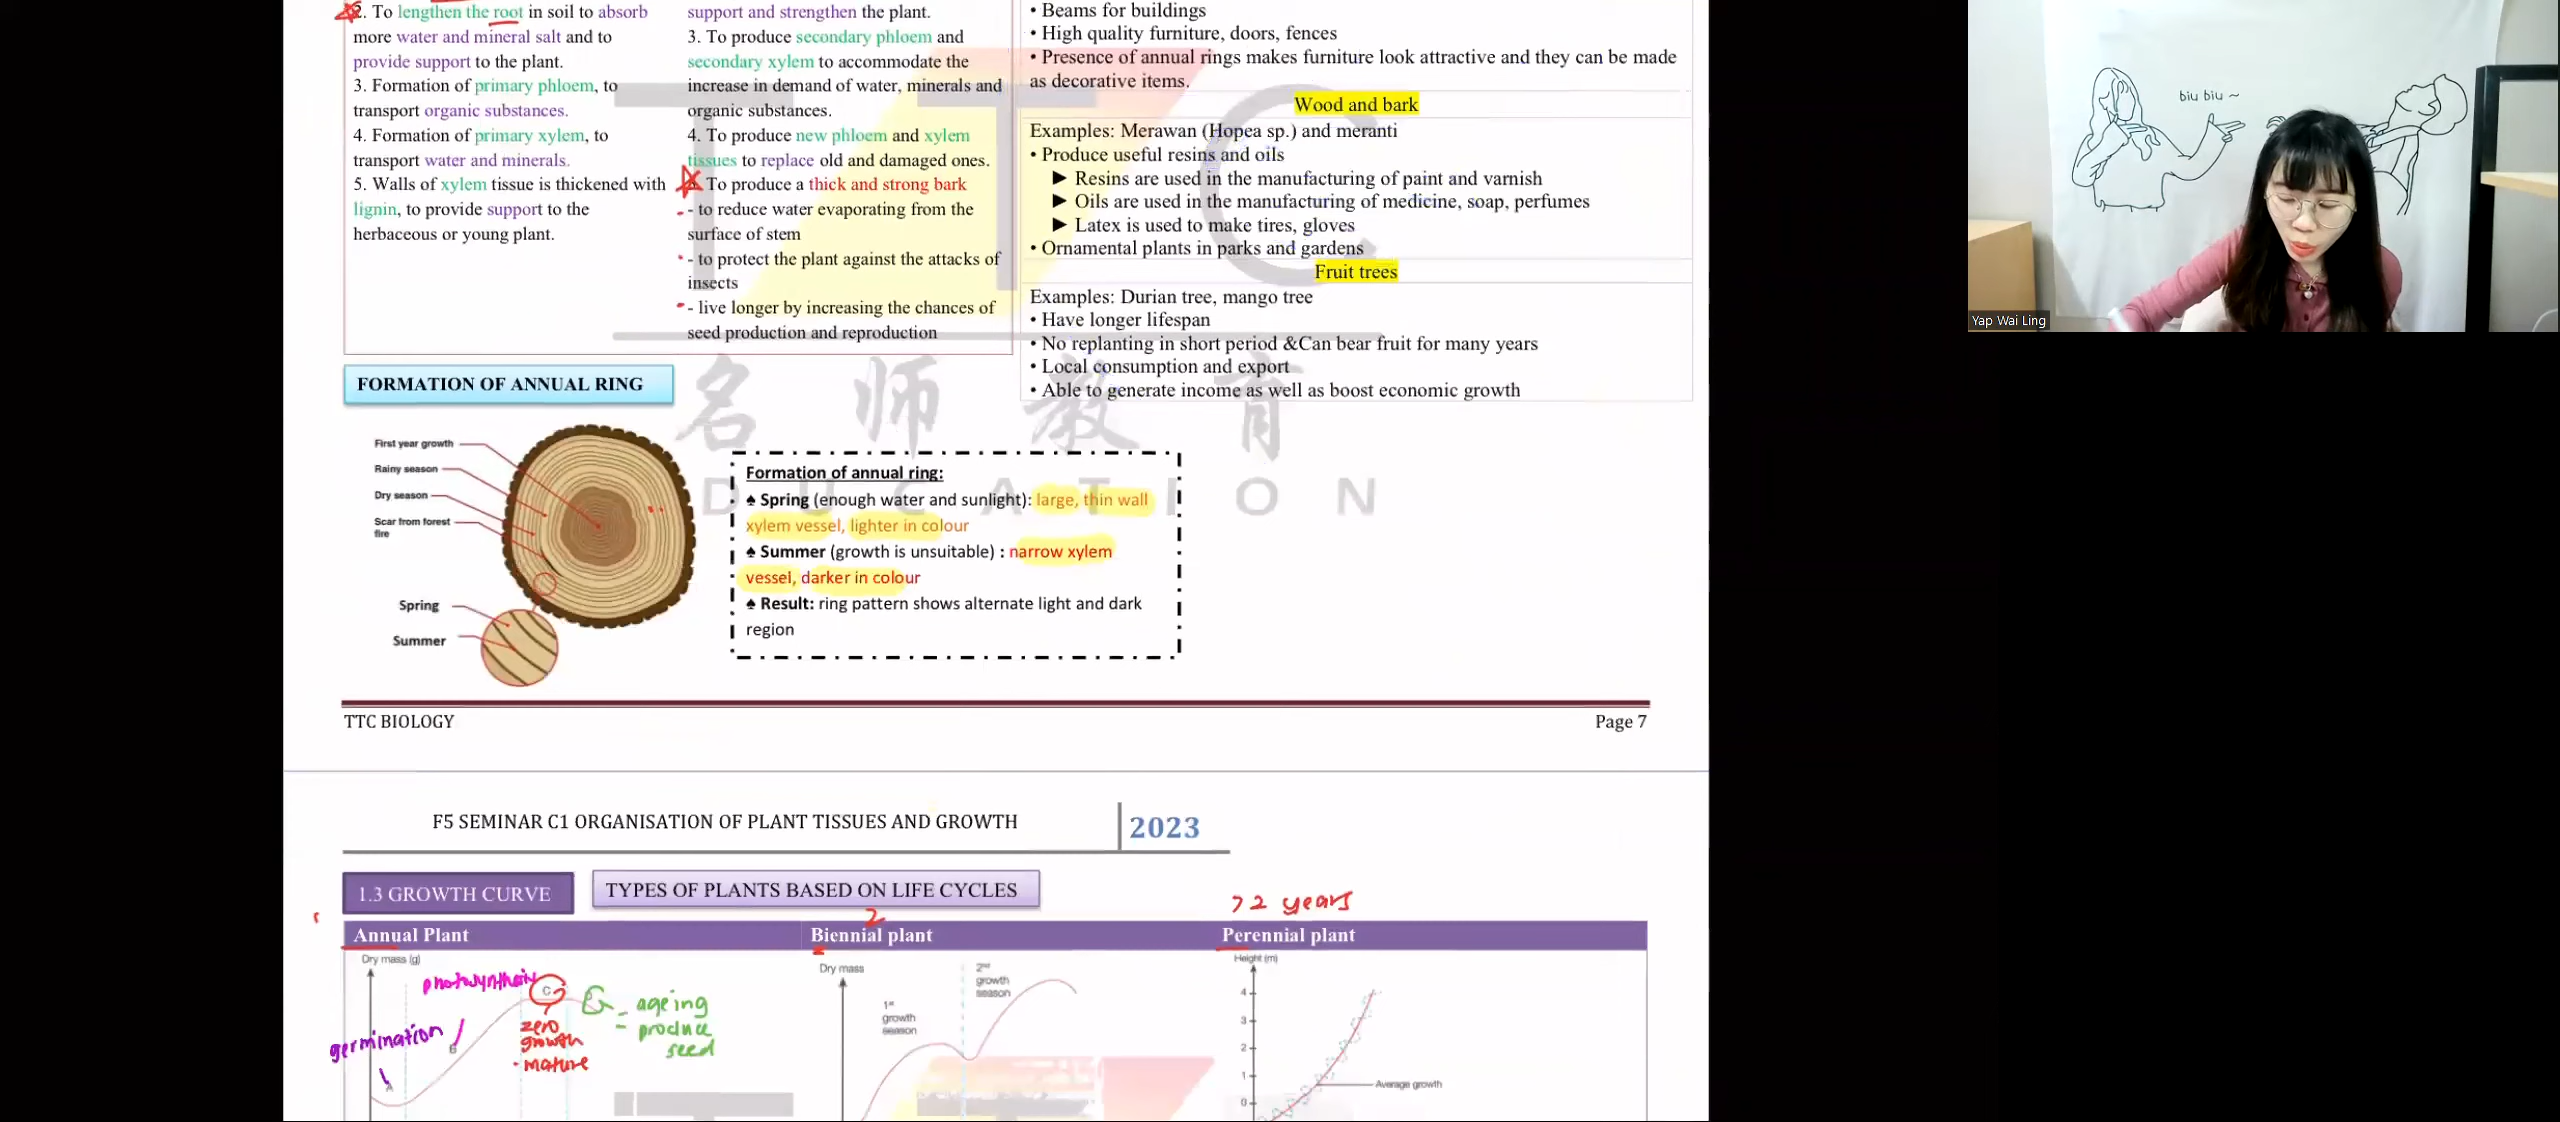 2. To lengthen the root in soil to absorb
more water and mineral salt and to
provide support to the plant.
3. Formation of primary phloem, to
transport organic substances.
4. Formation of primary xylem, to
transport water and minerals.
5. Walls of xylem tissue is thickened with
lignin, to provide support to the
herbaceous or young plant.
support and strengthen the plant.
3. To produce secondary phloem and
secondary xylem to accommodate the
increase in demand of water, minerals and
organic substances.
4. To produce new phloem and xylem
tissues to replace old and damaged ones.
To produce a thick and strong bark
- to reduce water evaporating from the
surface of stem
- to protect the plant against the attacks of
insects
- live longer by increasing the chances of
seed production and reproduction
• Beams for buildings
• High quality furniture, doors, fences
• Presence of annual rings makes furniture look attractive and they can be made
as decorative items.
Wood and bark
Examples: Merawan (Hopea sp.) and meranti
• Produce useful resins and oils
► Resins are used in the manufacturing of paint and varnish
► Oils are used in the manufacturing of medicine, soap, perfumes
► Latex is used to make tires, gloves
• Ornamental plants in parks and gardens
Fruit trees
Examples: Durian tree, mango tree
• Have longer lifespan
• No replanting in short period &Can bear fruit for many years
• Local consumption and export
• Able to generate income as well as boost economic growth
T T C
名师教育
DUCATION
FORMATION OF ANNUAL RING
First year growth
Rainy season
Dry season
Scar from forest
fire
Spring
Summer
Formation of annual ring:
♠ Spring (enough water and sunlight): large, thin wall
xylem vessel, lighter in colour
♠ Summer (growth is unsuitable) : narrow xylem
vessel, darker in colour
♠ Result: ring pattern shows alternate light and dark
region
TTC BIOLOGY
Page 7
F5 SEMINAR C1 ORGANISATION OF PLANT TISSUES AND GROWTH
2023
1.3 GROWTH CURVE
TYPES OF PLANTS BASED ON LIFE CYCLES
2
>2 years
Annual Plant
Biennial plant
Perennial plant
Dry mass (g)
photosynthesis
C
germination
B
A
zero
growth
- mature
- ageing
- produce
seed
Dry mass
1st
growth
season
2nd
growth
season
Height (m)
4
3
2
1
0
Average growth
biu biu ~
Yap Wai Ling